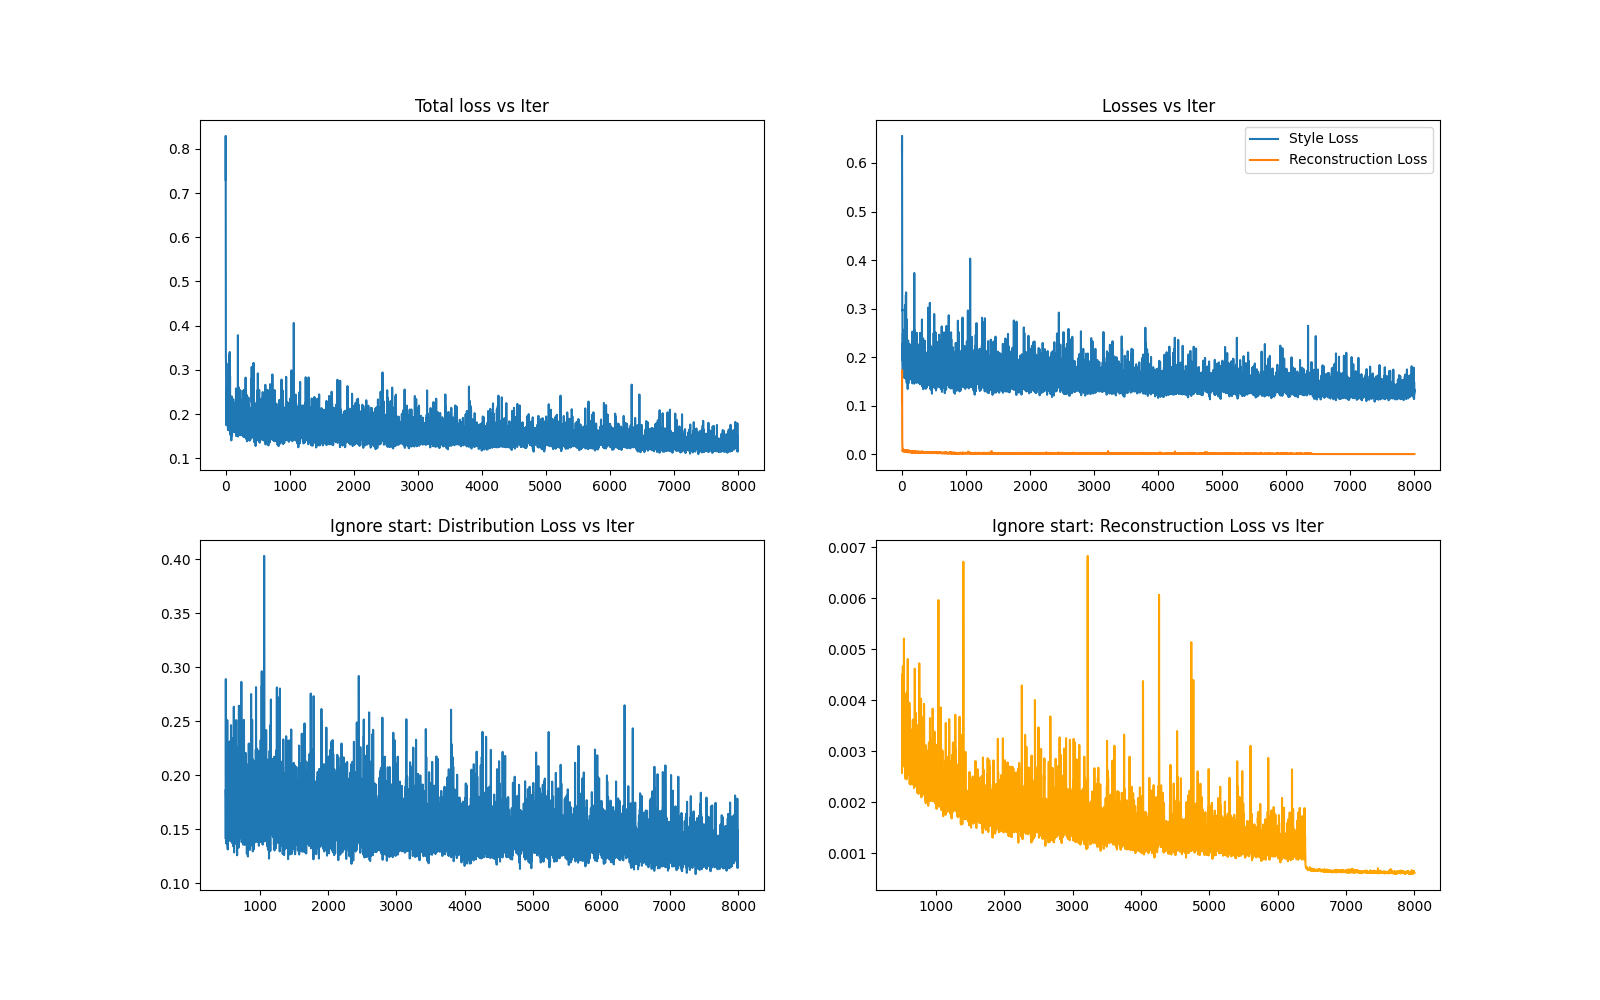 Total loss vs Iter
0.8
0.7
0.6
0.5
0.4
0.3
0.2
0.1
0 1000 2000 3000 4000 5000 6000 7000 8000
Losses vs Iter
Style Loss
Reconstruction Loss
0.6
0.5
0.4
0.3
0.2
0.1
0.0
0 1000 2000 3000 4000 5000 6000 7000 8000
Ignore start: Distribution Loss vs Iter
0.40
0.35
0.30
0.25
0.20
0.15
0.10
1000 2000 3000 4000 5000 6000 7000 8000
Ignore start: Reconstruction Loss vs Iter
0.007
0.006
0.005
0.004
0.003
0.002
0.001
1000 2000 3000 4000 5000 6000 7000 8000